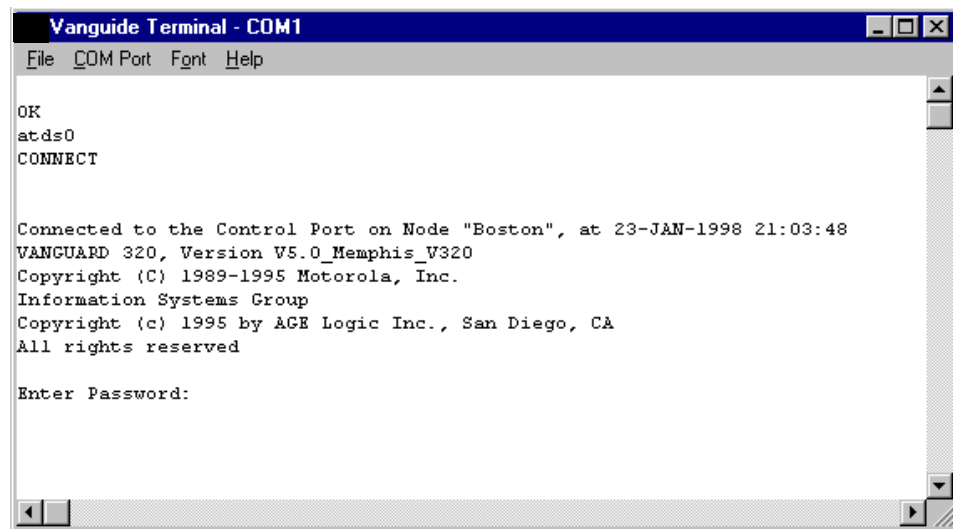 Vanguide Terminal - COM1
File COM Port Font Help
OK
atds0
CONNECT
Connected to the Control Port on Node "Boston", at 23-JAN-1998 21:03:48
VANGUARD 320, Version V5.0_Memphis_V320
Copyright (C) 1989-1995 Motorola, Inc.
Information Systems Group
Copyright (c) 1995 by AGE Logic Inc., San Diego, CA
All rights reserved
Enter Password: